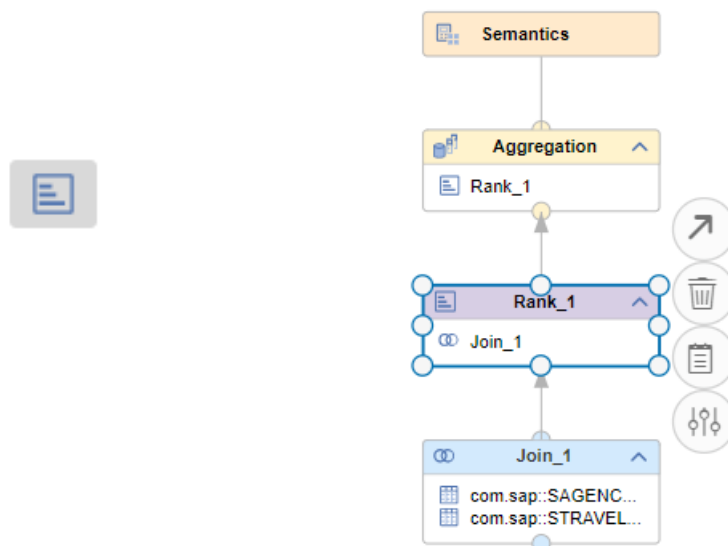 Semantics
Aggregation
Rank_1
Rank_1
Join_1
Join_1
com.sap::SAGENC...
com.sap::STRAVEL...